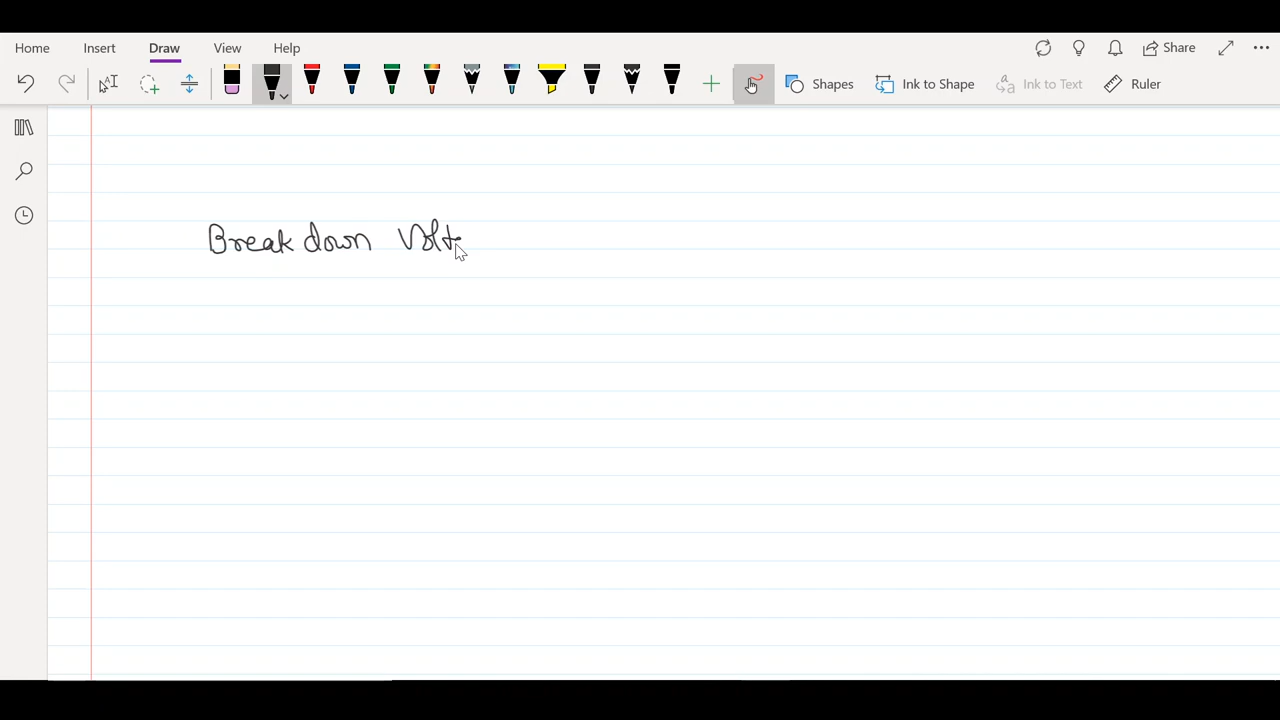 Home Insert Draw View Help Share
Shapes Ink to Shape Ink to Text Ruler
Break down Volt